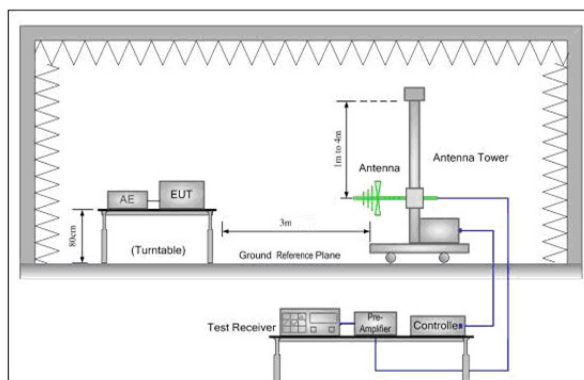 1m to 4m
Antenna
Antenna Tower
AE
EUT
3m
80cm
(Turntable)
Ground Reference Plane
Test Receiver
Pre-
Amplifier
Controller